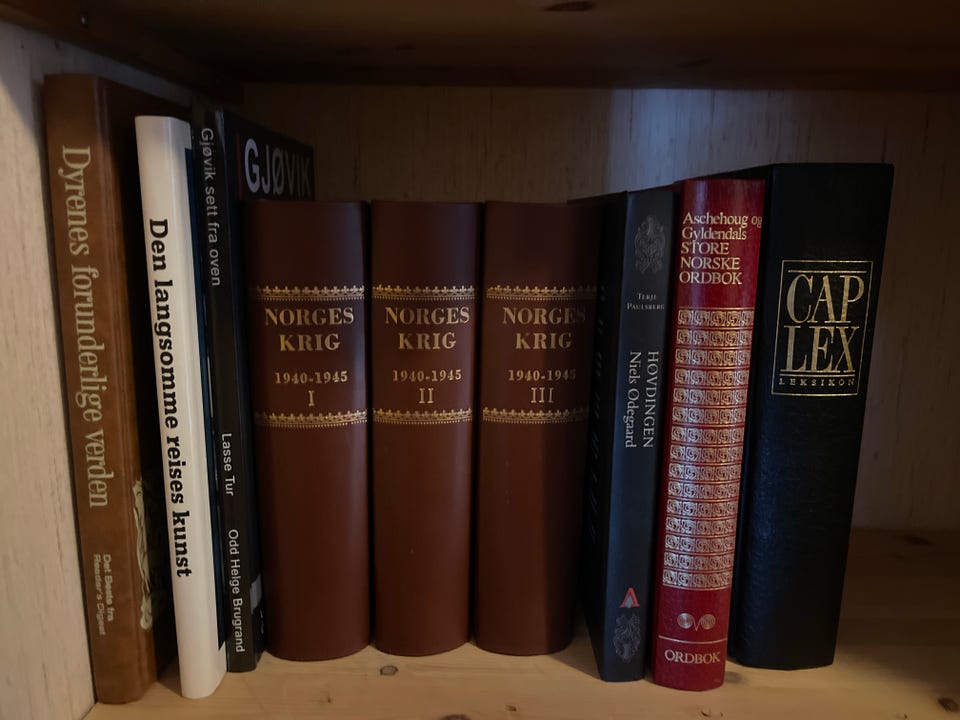 Dyrenes forunderlige verden
Det Beste fra
Reader's Digest
Den langsomme reises kunst
Gjøvik sett fra oven
Lasse Tur
Odd Helge Brugrand
GJØVIK
NORGES
KRIG
1940-1945
I
NORGES
KRIG
1940-1945
II
NORGES
KRIG
1940-1945
III
TERJE
PAULSBERG
HØVDINGEN
Niels Ødegaard
Aschehoug og
Gyldendals
STORE
NORSKE
ORDBOK
ORDBOK
CAP
LEX
LEKSIKON